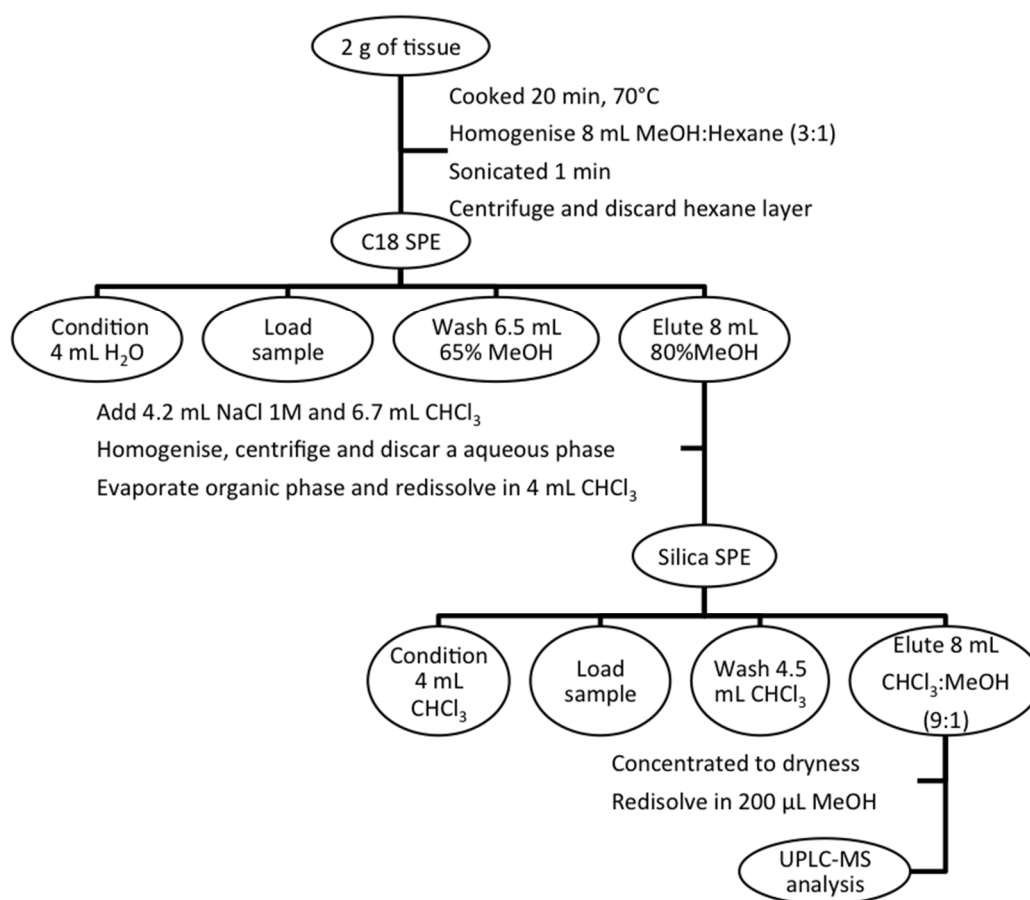 2 g of tissue
Cooked 20 min, 70°C
Homogenise 8 mL MeOH:Hexane (3:1)
Sonicated 1 min
Centrifuge and discard hexane layer
C18 SPE
Condition
4 mL H₂O
Load
sample
Wash 6.5 mL
65% MeOH
Elute 8 mL
80%MeOH
Add 4.2 mL NaCl 1M and 6.7 mL CHCl₃
Homogenise, centrifige and discar a aqueous phase
Evaporate organic phase and redissolve in 4 mL CHCl₃
Silica SPE
Condition
4 mL
CHCl₃
Load
sample
Wash 4.5
mL CHCl₃
Elute 8 mL
CHCl₃:MeOH
(9:1)
Concentrated to dryness
Redisolve in 200 µL MeOH
UPLC-MS
analysis